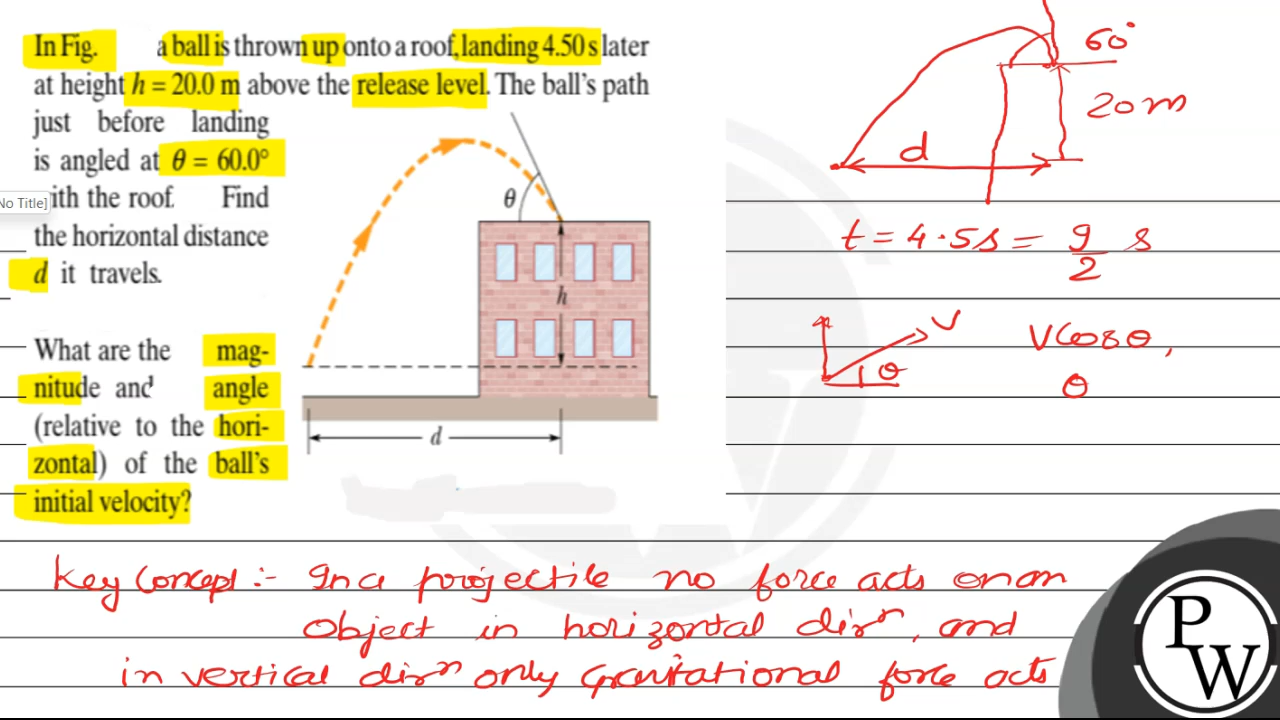 In Fig. a ball is thrown up onto a roof, landing 4.50 s later
at height h = 20.0 m above the release level. The ball's path
just before landing
is angled at θ = 60.0°
ith the roof. Find
No Title]
the horizontal distance
d it travels.
What are the mag-
nitude and angle
(relative to the hori-
zontal) of the ball's
initial velocity?
θ
h
d
60°
20m
d
t = 4.5s = 9/2 s
V
θ
Vcosθ,
θ
Key Concept :- In a projectile no force acts on an
object in horizontal dirⁿ, and
in vertical dirⁿ only Gravitational force acts
PW